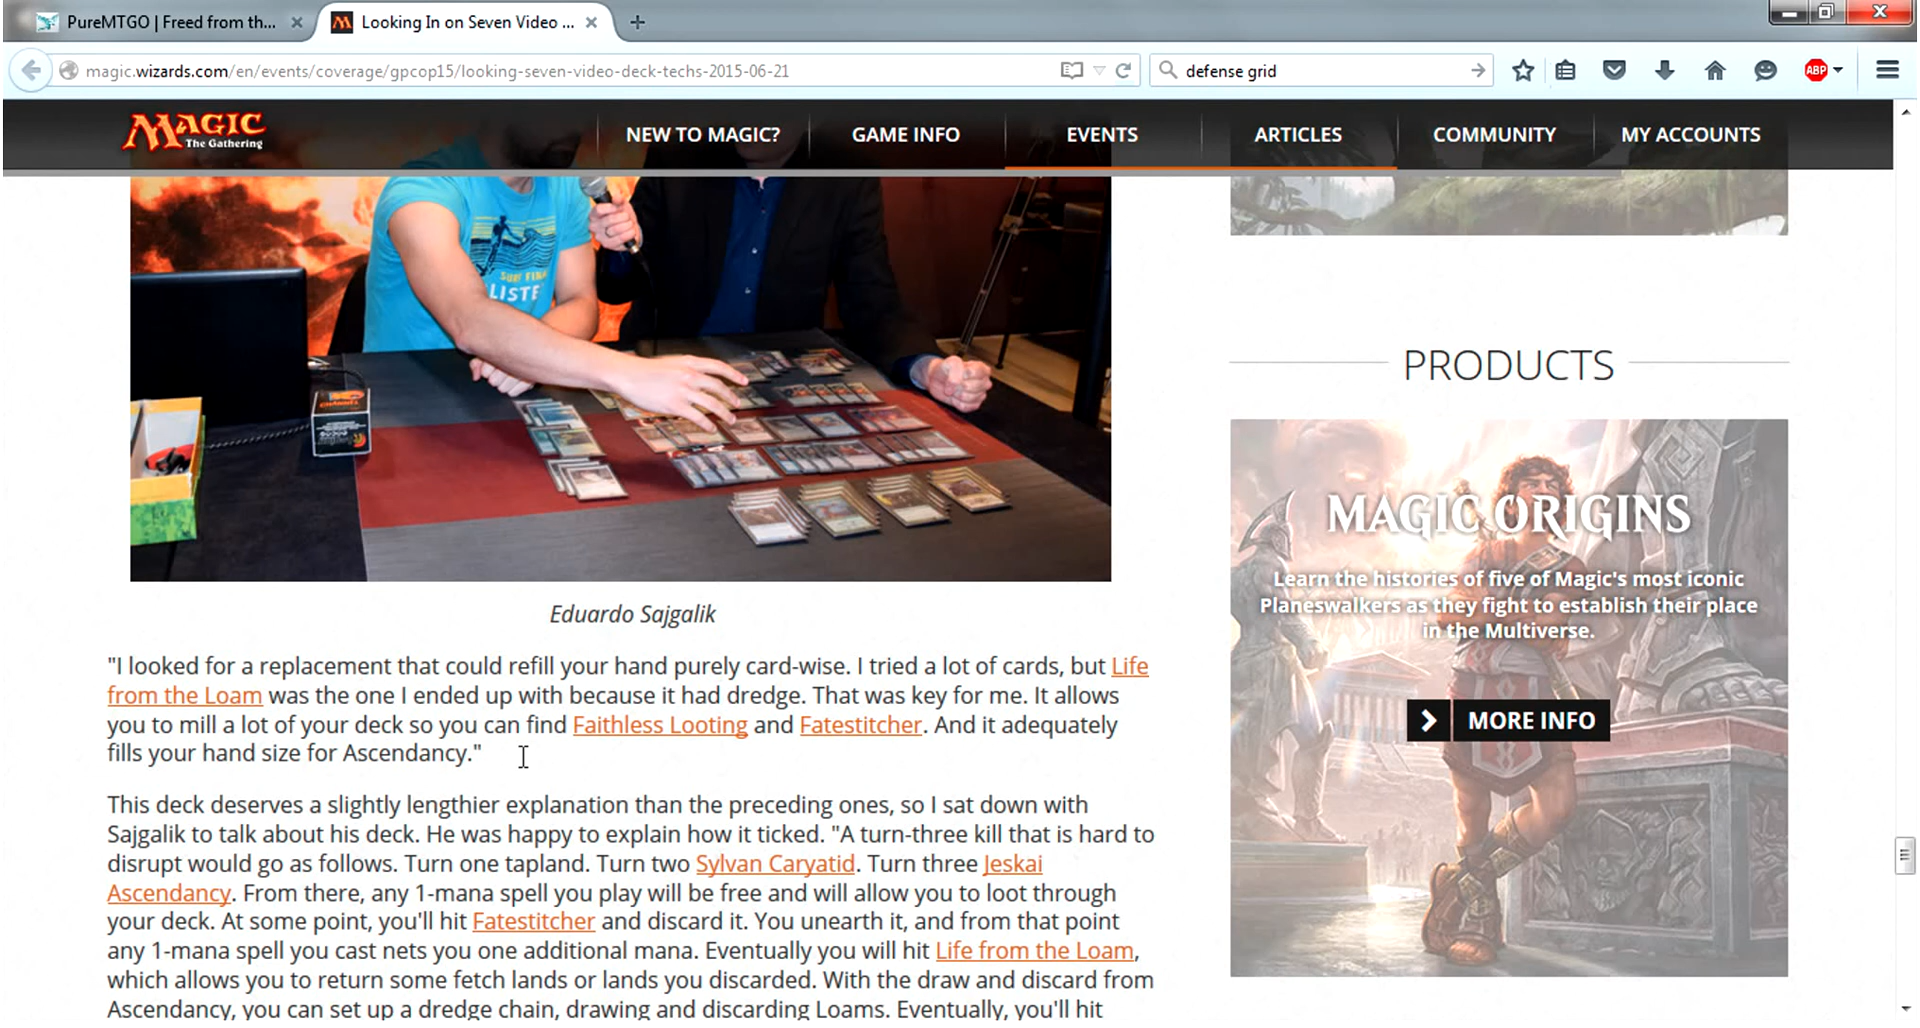 PureMTGO | Freed from th...
Looking In on Seven Video ...
magic.wizards.com/en/events/coverage/gpcop15/looking-seven-video-deck-techs-2015-06-21
defense grid
ABP
MAGIC
The Gathering
NEW TO MAGIC?
GAME INFO
EVENTS
ARTICLES
COMMUNITY
MY ACCOUNTS
LISTE
Eduardo Sajgalik
"I looked for a replacement that could refill your hand purely card-wise. I tried a lot of cards, but Life
from the Loam was the one I ended up with because it had dredge. That was key for me. It allows
you to mill a lot of your deck so you can find Faithless Looting and Fatestitcher. And it adequately
fills your hand size for Ascendancy."
This deck deserves a slightly lengthier explanation than the preceding ones, so I sat down with
Sajgalik to talk about his deck. He was happy to explain how it ticked. "A turn-three kill that is hard to
disrupt would go as follows. Turn one tapland. Turn two Sylvan Caryatid. Turn three Jeskai
Ascendancy. From there, any 1-mana spell you play will be free and will allow you to loot through
your deck. At some point, you'll hit Fatestitcher and discard it. You unearth it, and from that point
any 1-mana spell you cast nets you one additional mana. Eventually you will hit Life from the Loam,
which allows you to return some fetch lands or lands you discarded. With the draw and discard from
Ascendancy, you can set up a dredge chain, drawing and discarding Loams. Eventually, you'll hit
PRODUCTS
MAGIC ORIGINS
Learn the histories of five of Magic's most iconic
Planeswalkers as they fight to establish their place
in the Multiverse.
MORE INFO